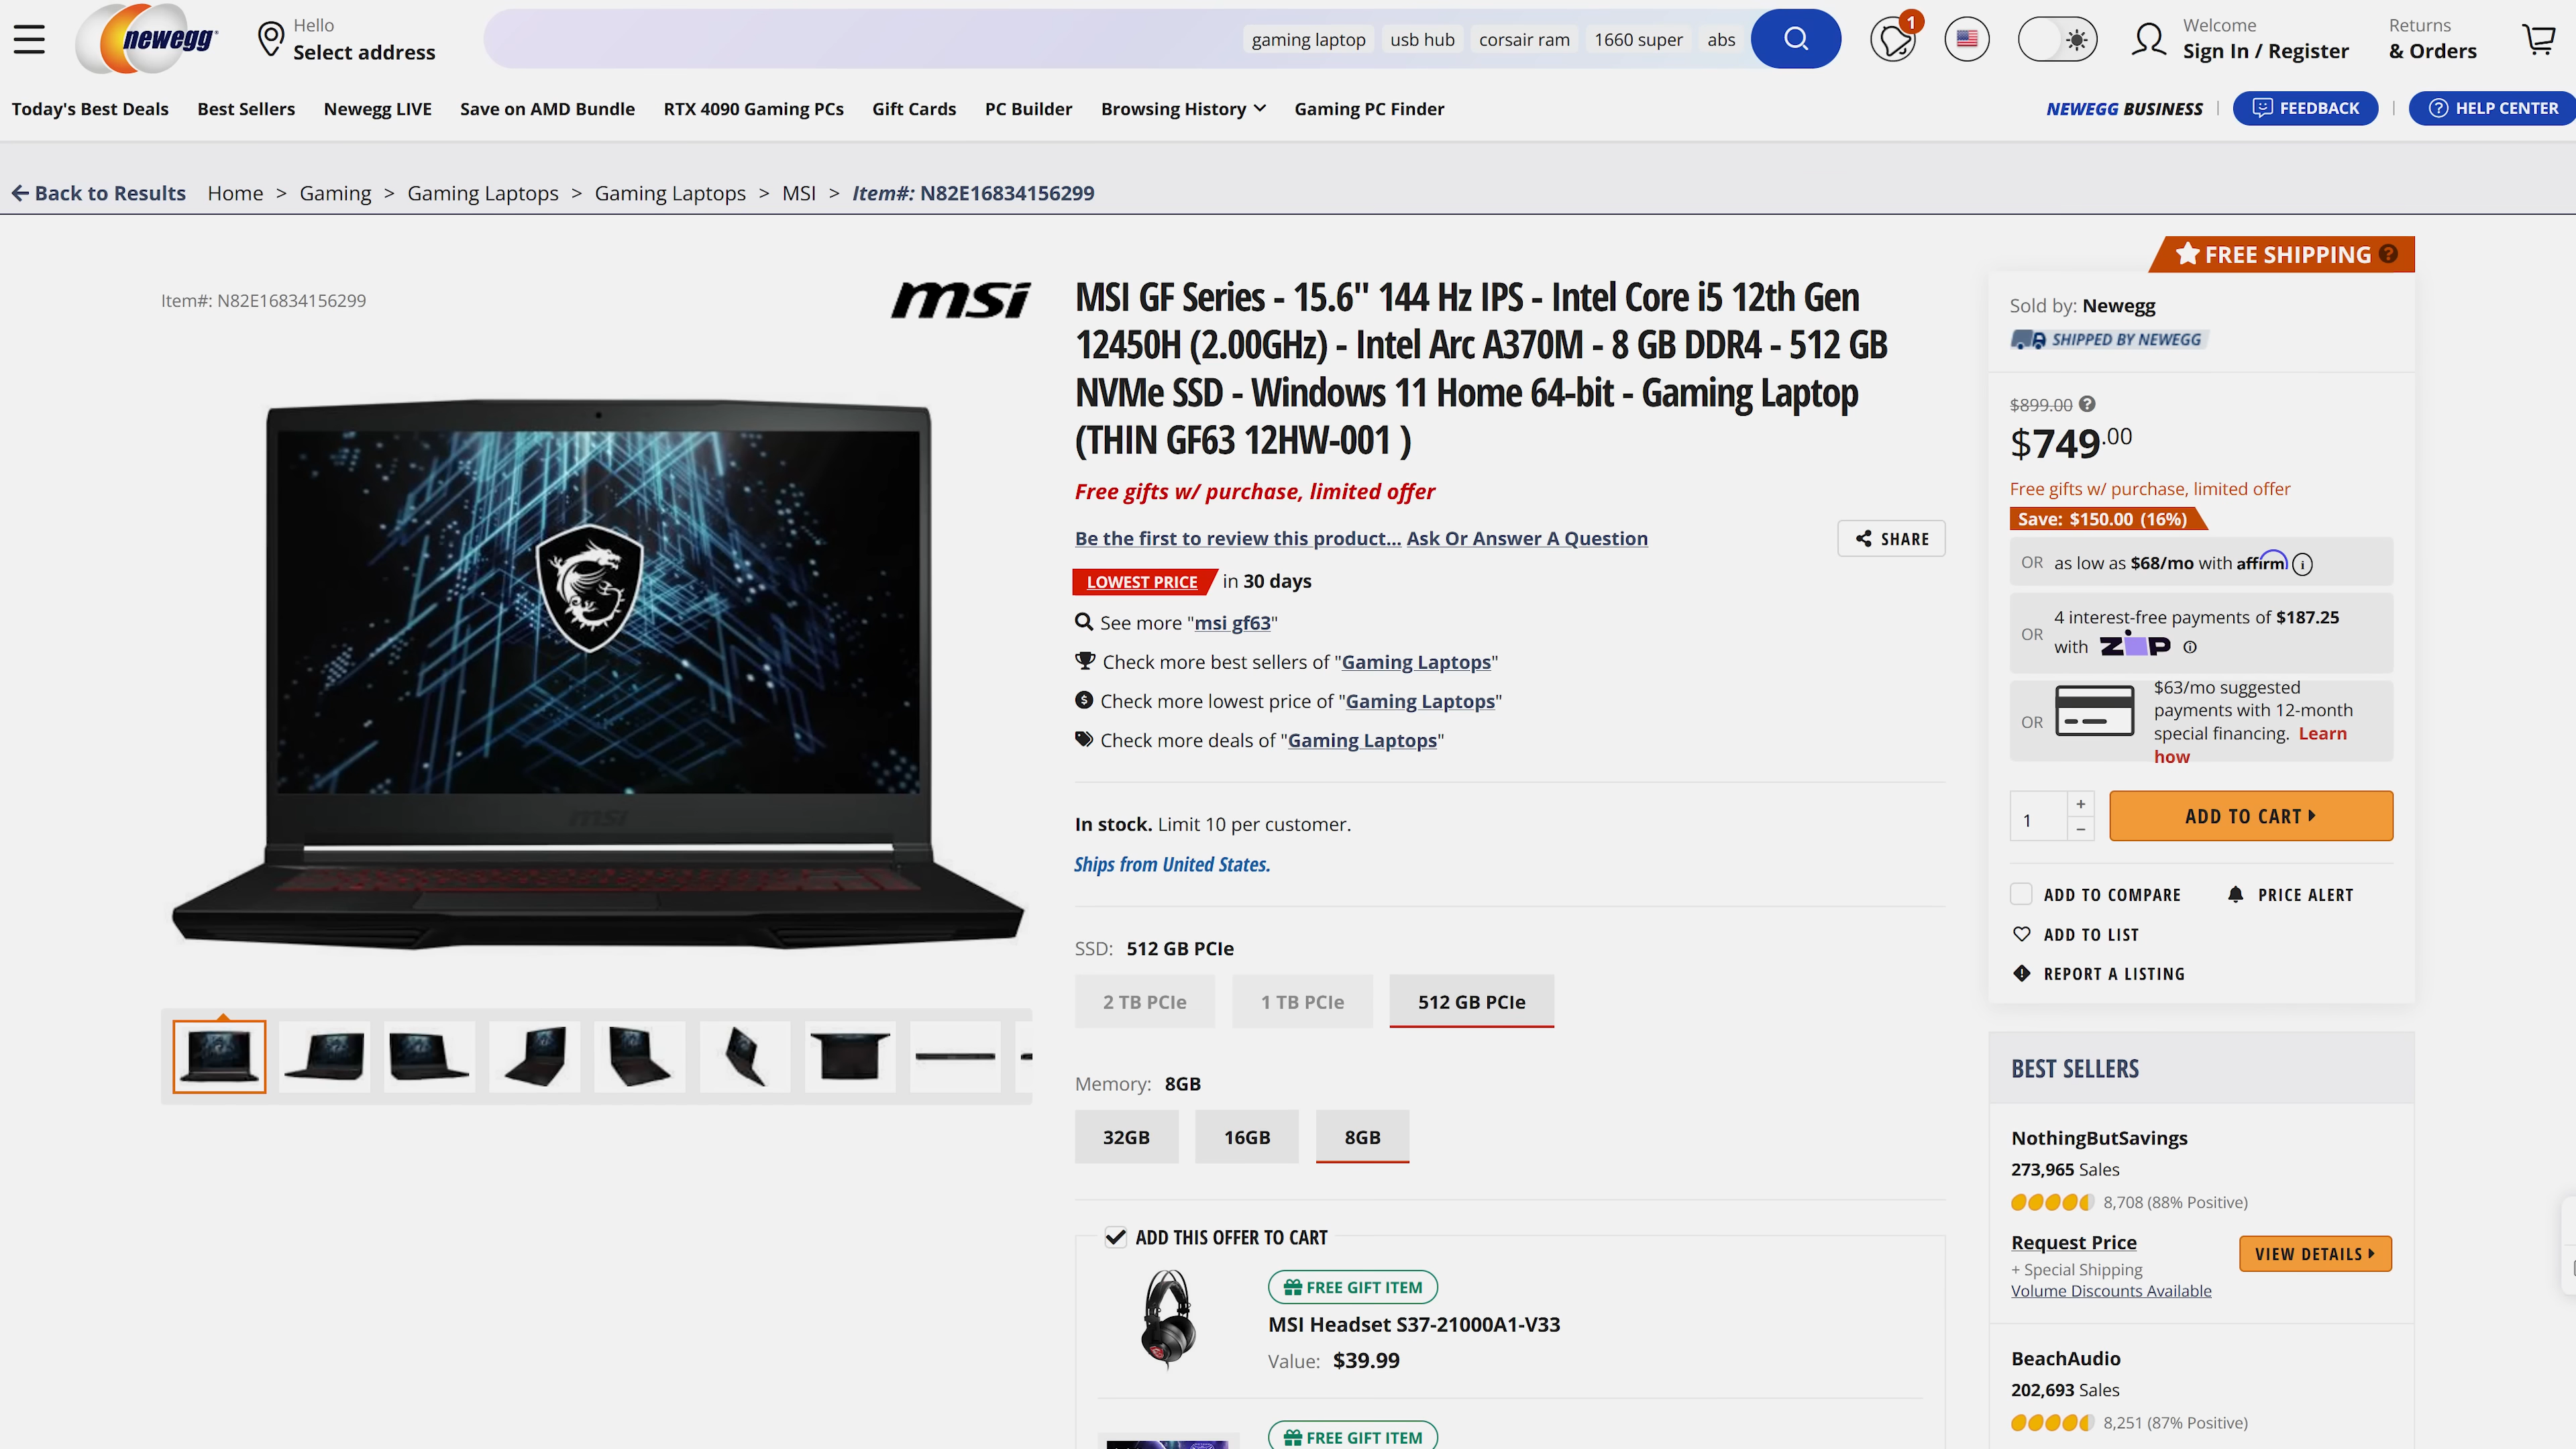 newegg
Hello
Select address
gaming laptop
usb hub
corsair ram
1660 super
abs
1
Welcome
Sign In / Register
Returns
& Orders
Today's Best Deals
Best Sellers
Newegg LIVE
Save on AMD Bundle
RTX 4090 Gaming PCs
Gift Cards
PC Builder
Browsing History
Gaming PC Finder
NEWEGG BUSINESS
FEEDBACK
HELP CENTER
Back to Results Home > Gaming > Gaming Laptops > Gaming Laptops > MSI > Item#: N82E16834156299
Item#: N82E16834156299
msi
msi
MSI GF Series - 15.6" 144 Hz IPS - Intel Core i5 12th Gen
12450H (2.00GHz) - Intel Arc A370M - 8 GB DDR4 - 512 GB
NVMe SSD - Windows 11 Home 64-bit - Gaming Laptop
(THIN GF63 12HW-001 )
Free gifts w/ purchase, limited offer
Be the first to review this product... Ask Or Answer A Question
SHARE
LOWEST PRICE in 30 days
See more "msi gf63"
Check more best sellers of "Gaming Laptops"
Check more lowest price of "Gaming Laptops"
Check more deals of "Gaming Laptops"
In stock. Limit 10 per customer.
Ships from United States.
SSD: 512 GB PCIe
2 TB PCIe
1 TB PCIe
512 GB PCIe
Memory: 8GB
32GB
16GB
8GB
ADD THIS OFFER TO CART
FREE GIFT ITEM
MSI Headset S37-21000A1-V33
Value: $39.99
FREE GIFT ITEM
FREE SHIPPING ?
Sold by: Newegg
SHIPPED BY NEWEGG
$899.00 ?
$749.00
Free gifts w/ purchase, limited offer
Save: $150.00 (16%)
OR as low as $68/mo with affirm i
OR 4 interest-free payments of $187.25
with ZIP
OR $63/mo suggested
payments with 12-month
special financing. Learn
how
1
+
−
ADD TO CART
ADD TO COMPARE
PRICE ALERT
ADD TO LIST
REPORT A LISTING
BEST SELLERS
NothingButSavings
273,965 Sales
8,708 (88% Positive)
Request Price
+ Special Shipping
Volume Discounts Available
VIEW DETAILS
BeachAudio
202,693 Sales
8,251 (87% Positive)